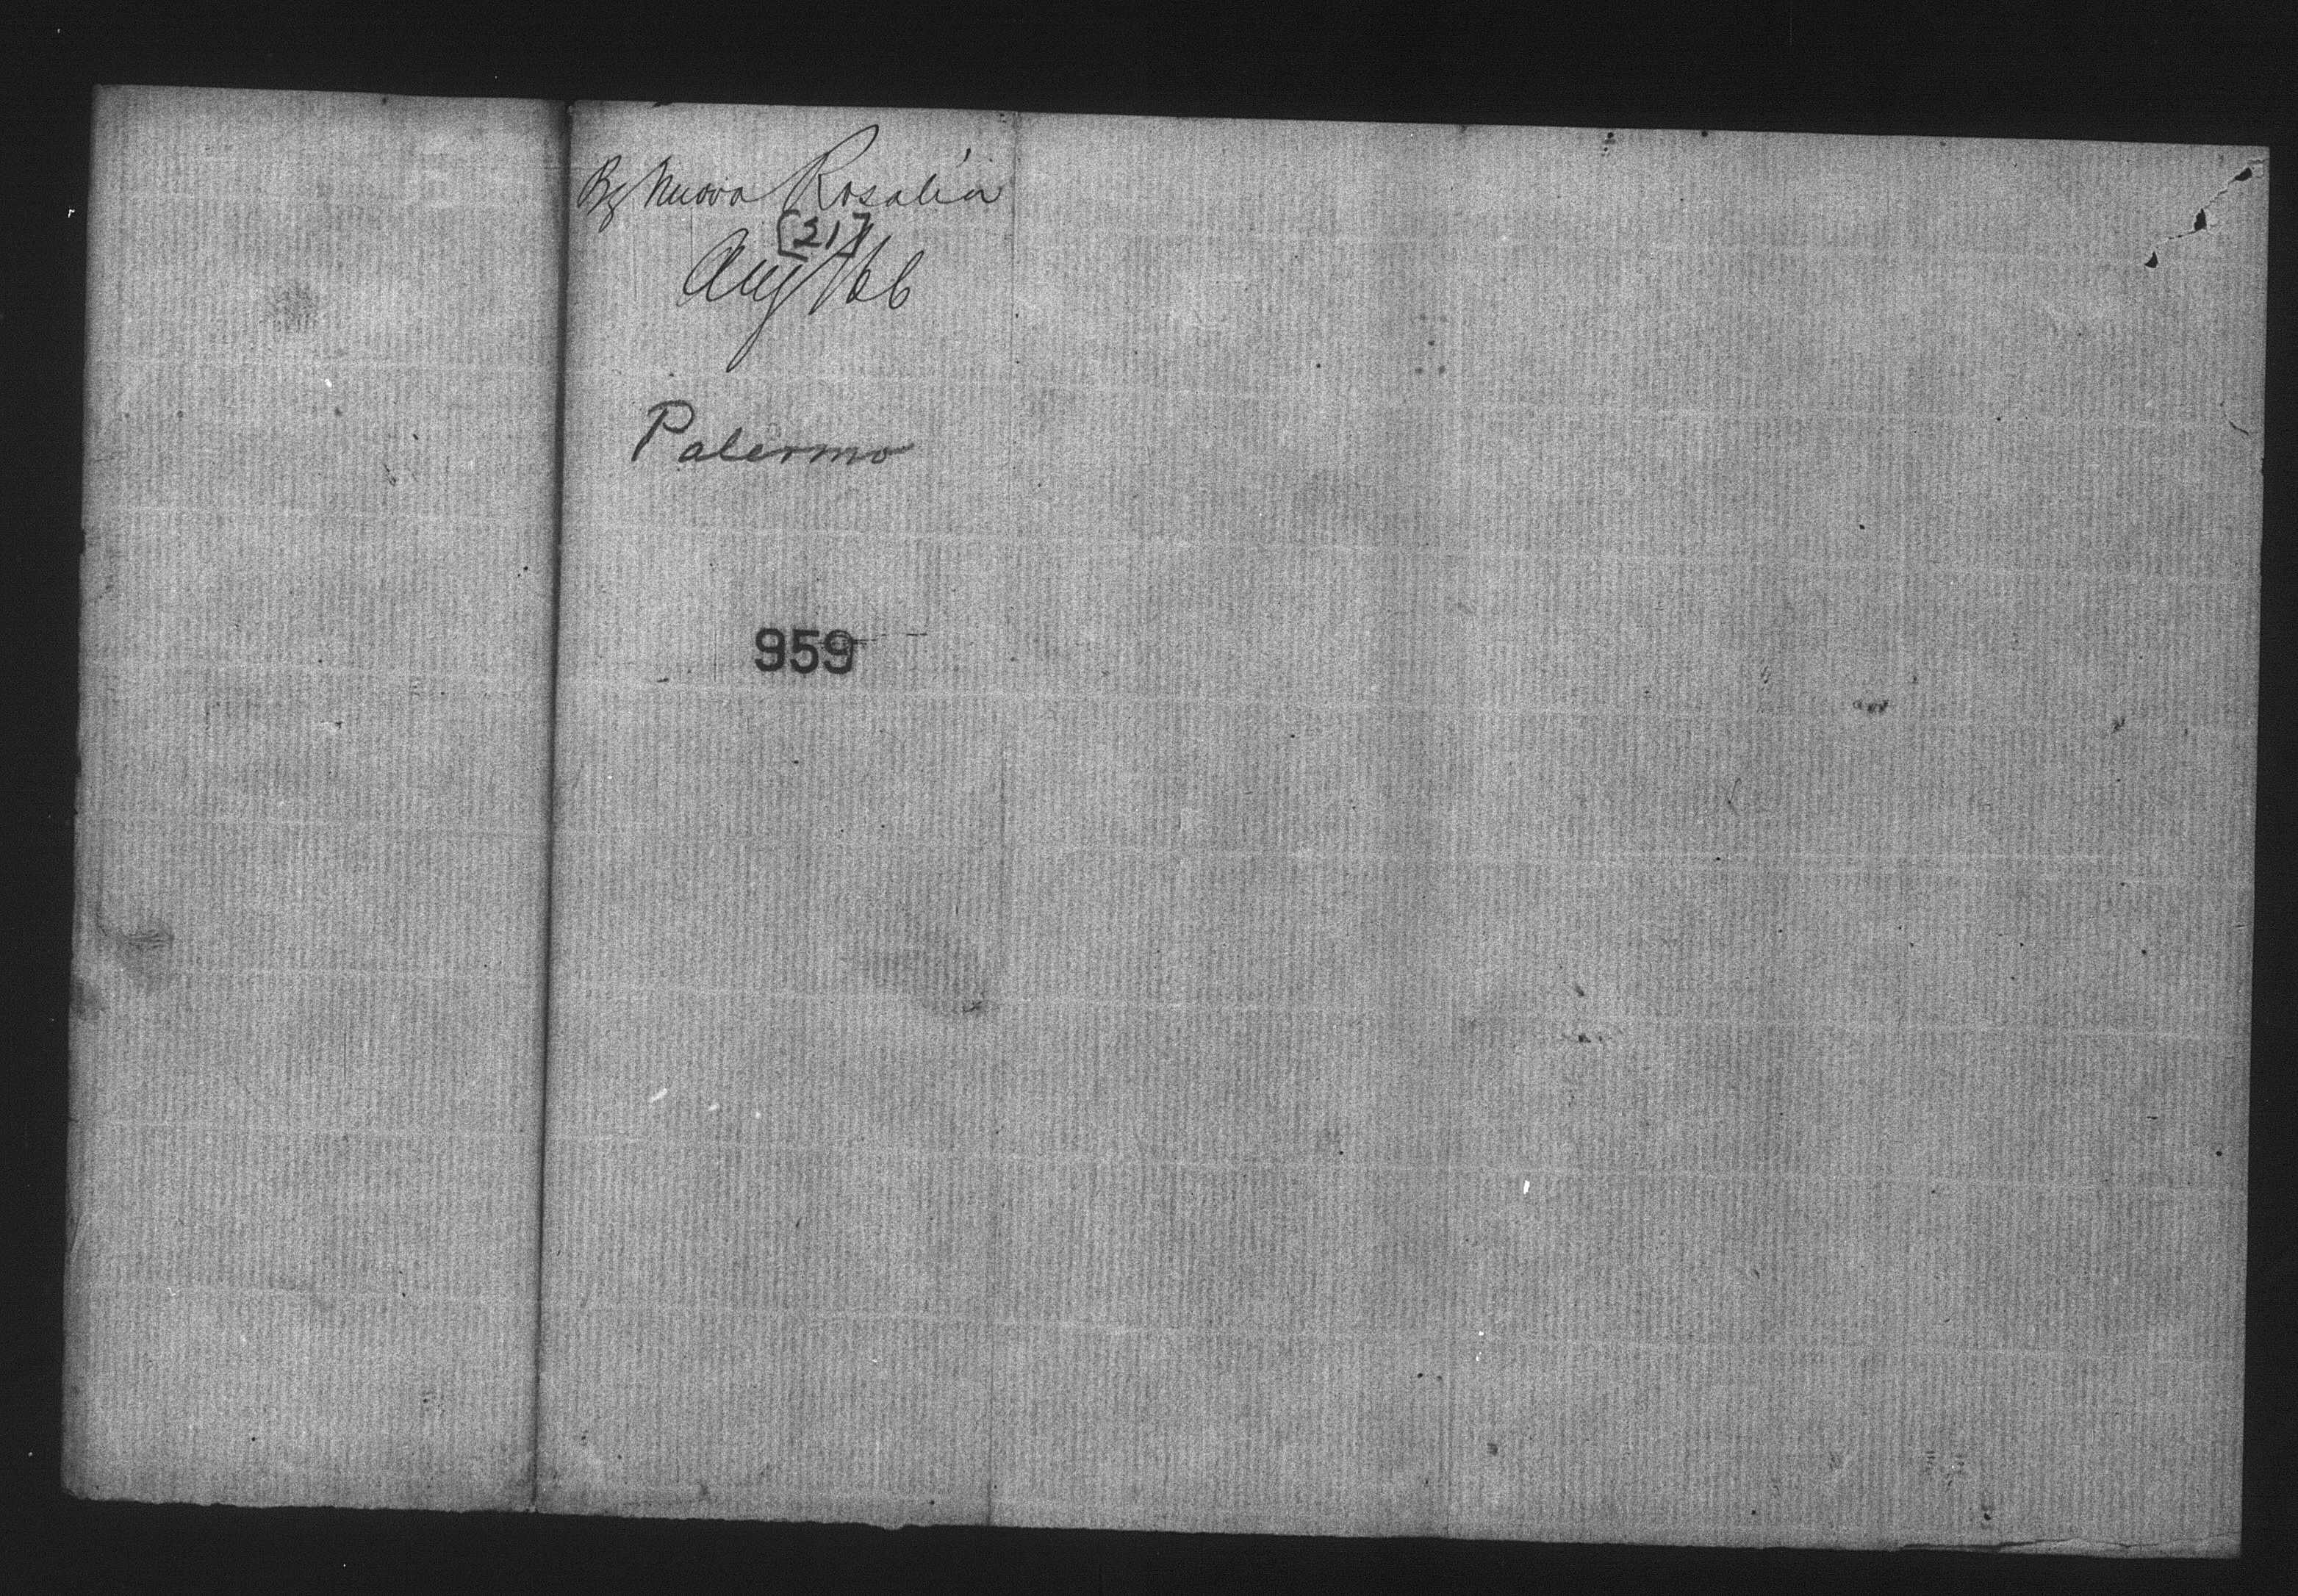 Bg Nuova Rosalia
(21)
Aug/66
Palermo
959